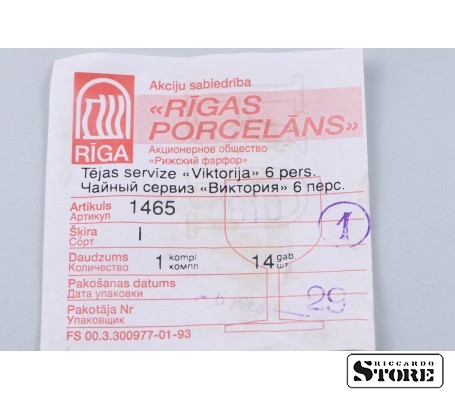 Akciju sabiedrība
«RĪGAS
PORCELĀNS»
RĪGA
Акционерное общество
«Рижский фарфор»
Tējas servīze «Viktorija" 6 pers.
Чайный сервиз «Виктория» 6 перс.
Artikuls 1465
Артикул
Šķira I
Сорт
1
Daudzums 1 kompl 14 gab
Количество компл шт
Pakošanas datums
Дата упаковки
29
Pakotāja Nr
Упаковщик
FS 00.3.300977-01-93
RICCARDO
STORE